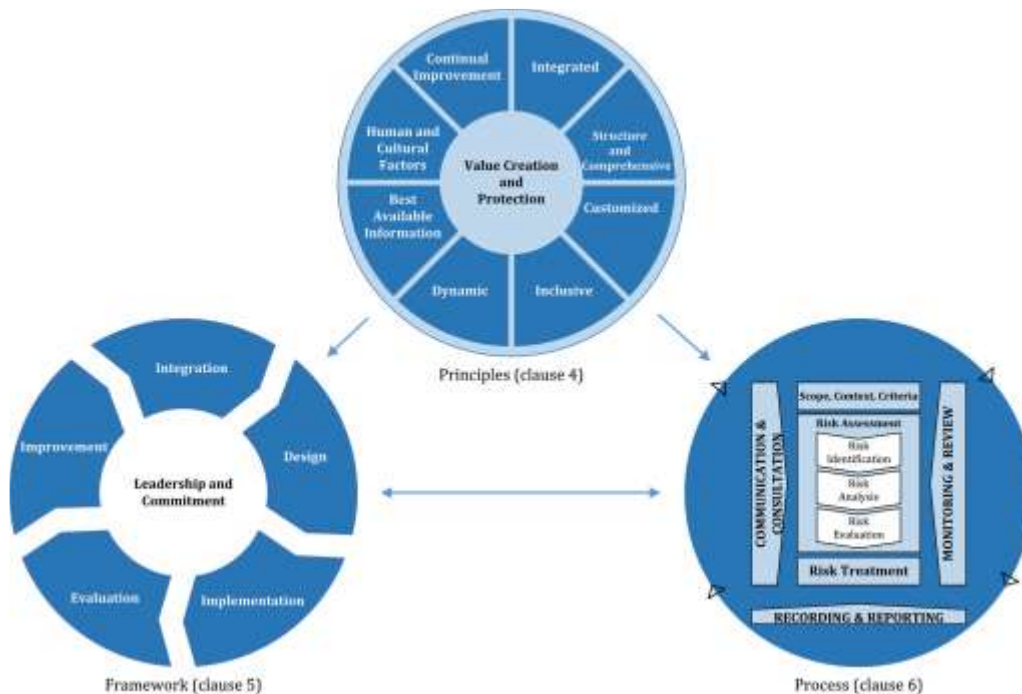 Continual
Improvement
Integrated
Human and
Cultural
Factors
Structure
and
Comprehensive
Value Creation
and
Protection
Best
Available
Information
Customized
Dynamic
Inclusive
Principles (clause 4)
Integration
Improvement
Design
Leadership and
Commitment
Evaluation
Implementation
Framework (clause 5)
COMMUNICATION &
CONSULTATION
Scope, Context, Criteria
Risk Assessment
Risk
Identification
Risk
Analysis
Risk
Evaluation
Risk Treatment
MONITORING & REVIEW
RECORDING & REPORTING
Process (clause 6)